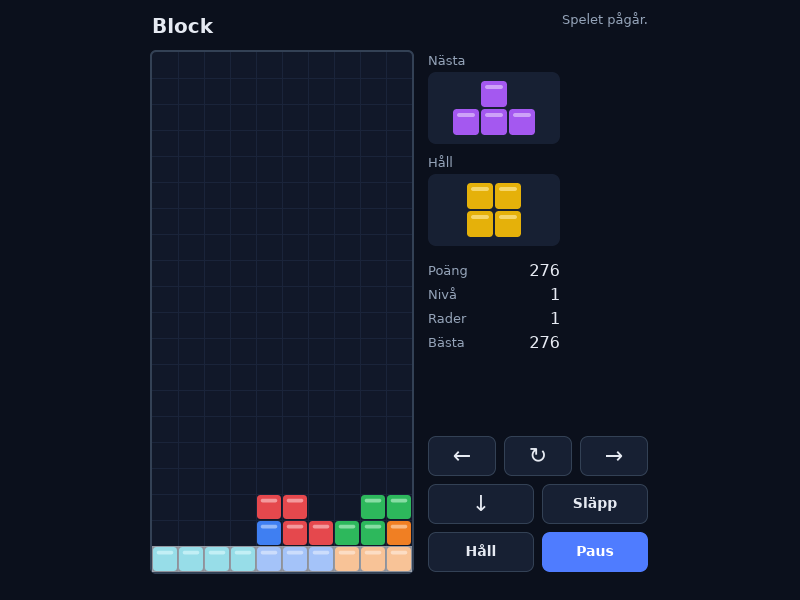 Block
Spelet pågår.
Nästa
Håll
Poäng 276
Nivå 1
Rader 1
Bästa 276
← ↻ →
↓ Släpp
Håll Paus